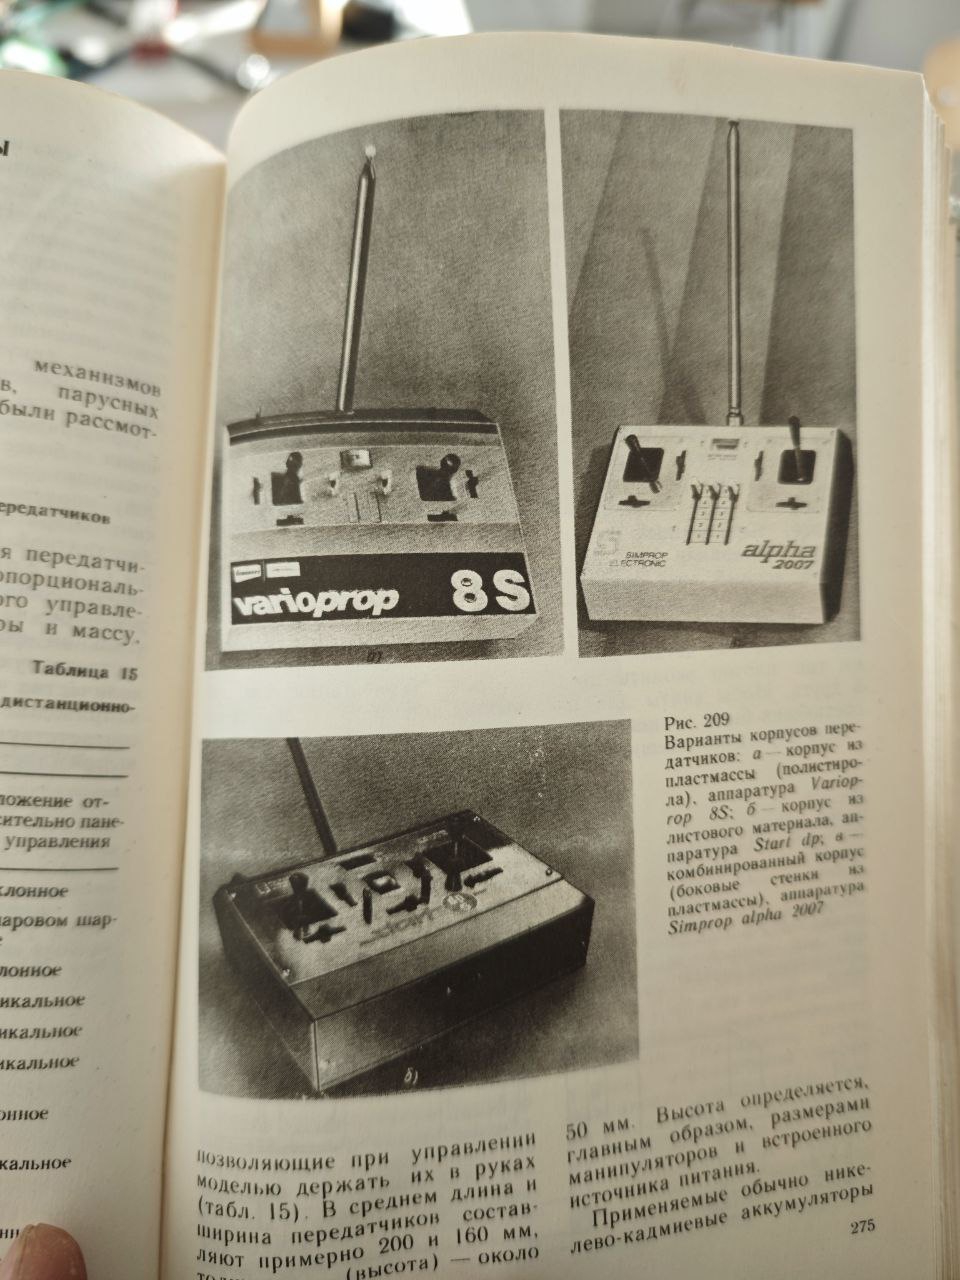 ы
механизмов
в, парусных
были рассмот-
передатчиков
я передатчи-
опорциональ-
ого управле-
ры и массу,
Таблица 15
дистанционно-
ложение от-
сительно пане-
управления
клонное
шаровом шар-
е
лонное
икальное
икальное
икальное
онное
кальное
varioprop 8S
а)
SIMPROP
ELECTRONIC
alpha
2007
start
б)
Рис. 209
Варианты корпусов пере-
датчиков: а — корпус из
пластмассы (полистиро-
ла), аппаратура Variop-
rop 8S; б — корпус из
листового материала, ап-
паратура Start dp; в —
комбинированный корпус
(боковые стенки из
пластмассы), аппаратура
Simprop alpha 2007
позволяющие при управлении
моделью держать их в руках
(табл. 15). В среднем длина и
ширина передатчиков состав-
ляют примерно 200 и 160 мм,
(высота) — около
50 мм. Высота определяется,
главным образом, размерами
манипуляторов и встроенного
источника питания.
Применяемые обычно нике-
лево-кадмиевые аккумуляторы
275